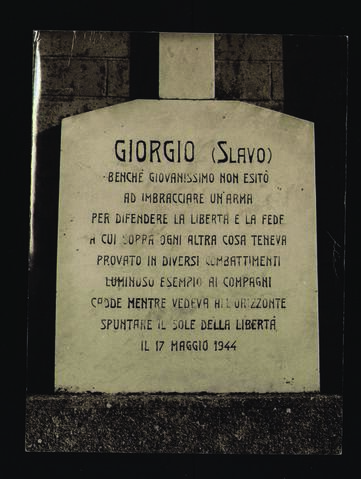 GIORGIO (SLAVO)
BENCHÉ GIOVANISSIMO NON ESITÒ
AD IMBRACCIARE UN'ARMA
PER DIFENDERE LA LIBERTÀ E LA FEDE
A CUI SOPRA OGNI ALTRA COSA TENEVA
PROVATO IN DIVERSI COMBATTIMENTI
LUMINOSO ESEMPIO AI COMPAGNI
CADDE MENTRE VEDEVA ALL'ORIZZONTE
SPUNTARE IL SOLE DELLA LIBERTÀ
IL 17 MAGGIO 1944